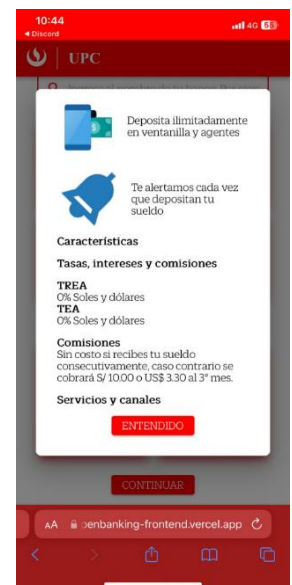 10:44
4G 65
◄ Discord
UPC
Deposita ilimitadamente
en ventanilla y agentes
Te alertamos cada vez
que depositan tu
sueldo
Características
Tasas, intereses y comisiones
TREA
0% Soles y dólares
TEA
0% Soles y dólares
Comisiones
Sin costo si recibes tu sueldo
consecutivamente, caso contrario se
cobrará S/ 10.00 o US$ 3.30 al 3° mes.
Servicios y canales
ENTENDIDO
CONTINUAR
AA
penbanking-frontend.vercel.app